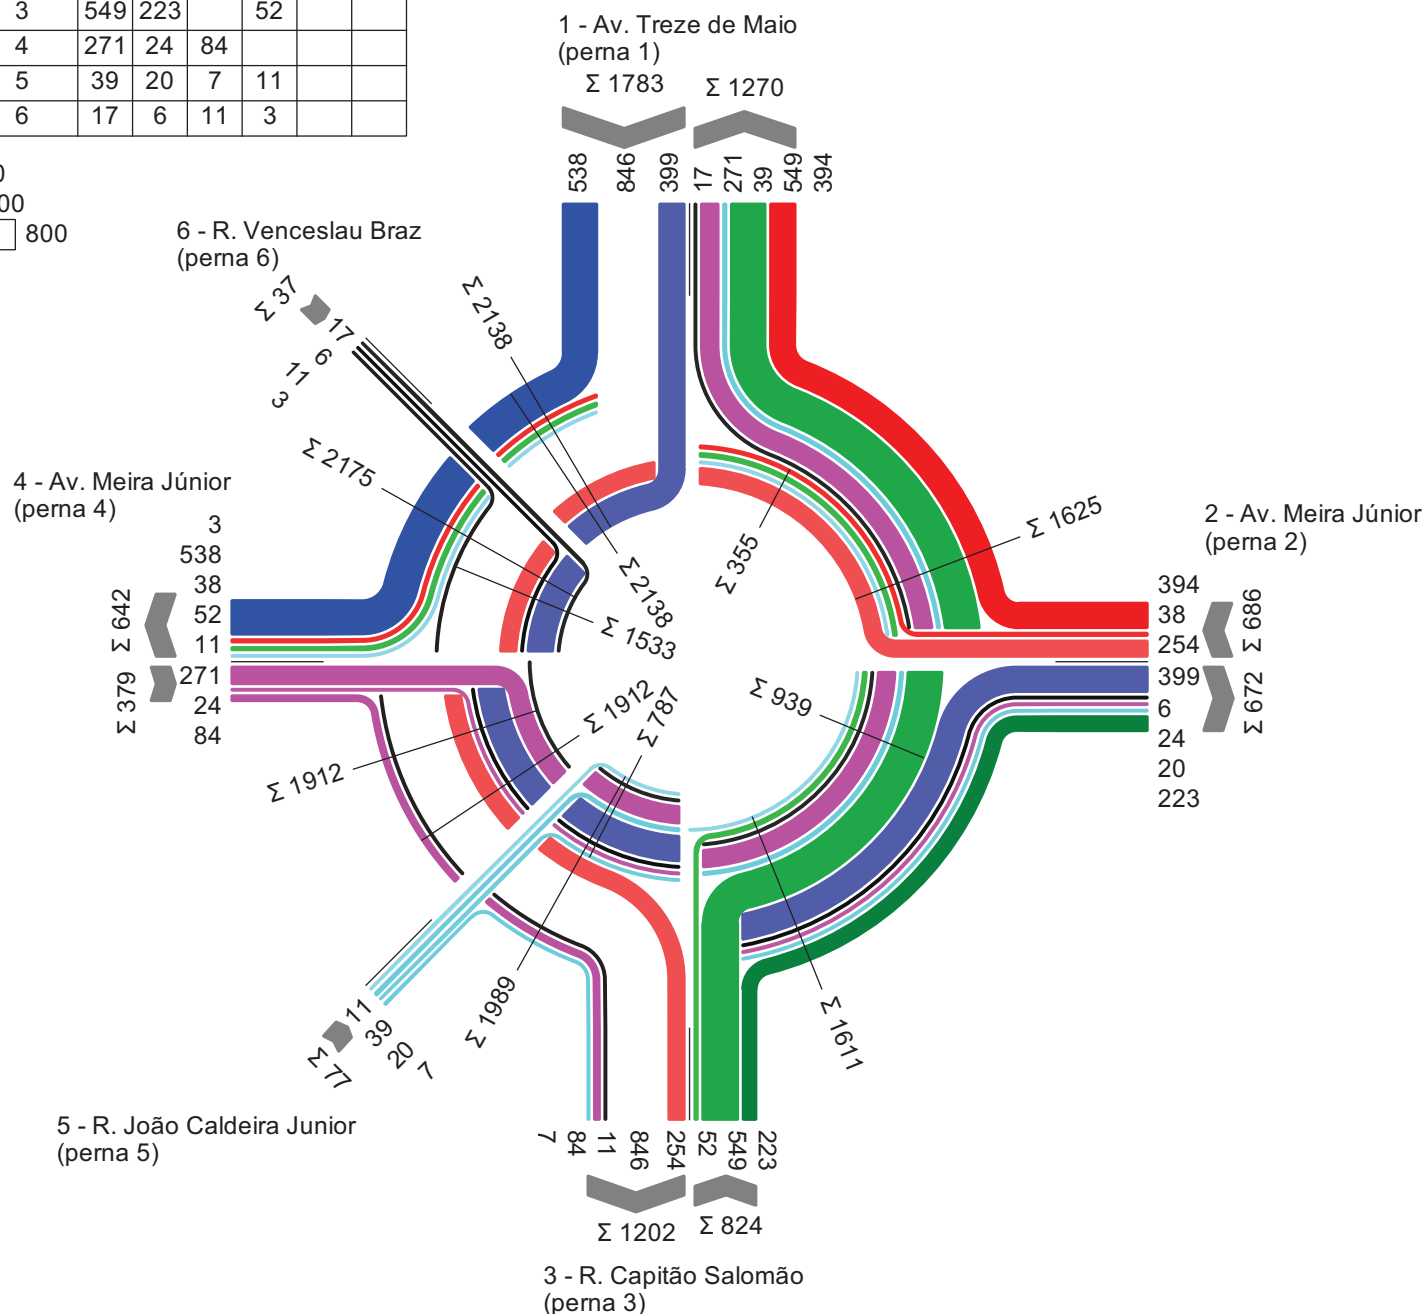 3 549 223 52
4 271 24 84
5 39 20 7 11
6 17 6 11 3
0
00
800
1 - Av. Treze de Maio
(perna 1)
Σ 1783
Σ 1270
538
846
399
17
271
39
549
394
6 - R. Venceslau Braz
(perna 6)
Σ 37
17
6
11
3
Σ 2138
Σ 2175
4 - Av. Meira Júnior
(perna 4)
3
538
38
52
11
Σ 642
271
24
84
Σ 379
Σ 355
Σ 1625
2 - Av. Meira Júnior
(perna 2)
394
38
254
Σ 686
399
6
24
20
223
Σ 672
Σ 2138
Σ 1533
Σ 1912
Σ 787
Σ 939
Σ 1912
Σ 1989
Σ 1611
11
39
20
7
Σ1
77
5 - R. João Caldeira Junior
(perna 5)
7
84
11
846
254
52
549
223
Σ 1202
Σ 824
3 - R. Capitão Salomão
(perna 3)